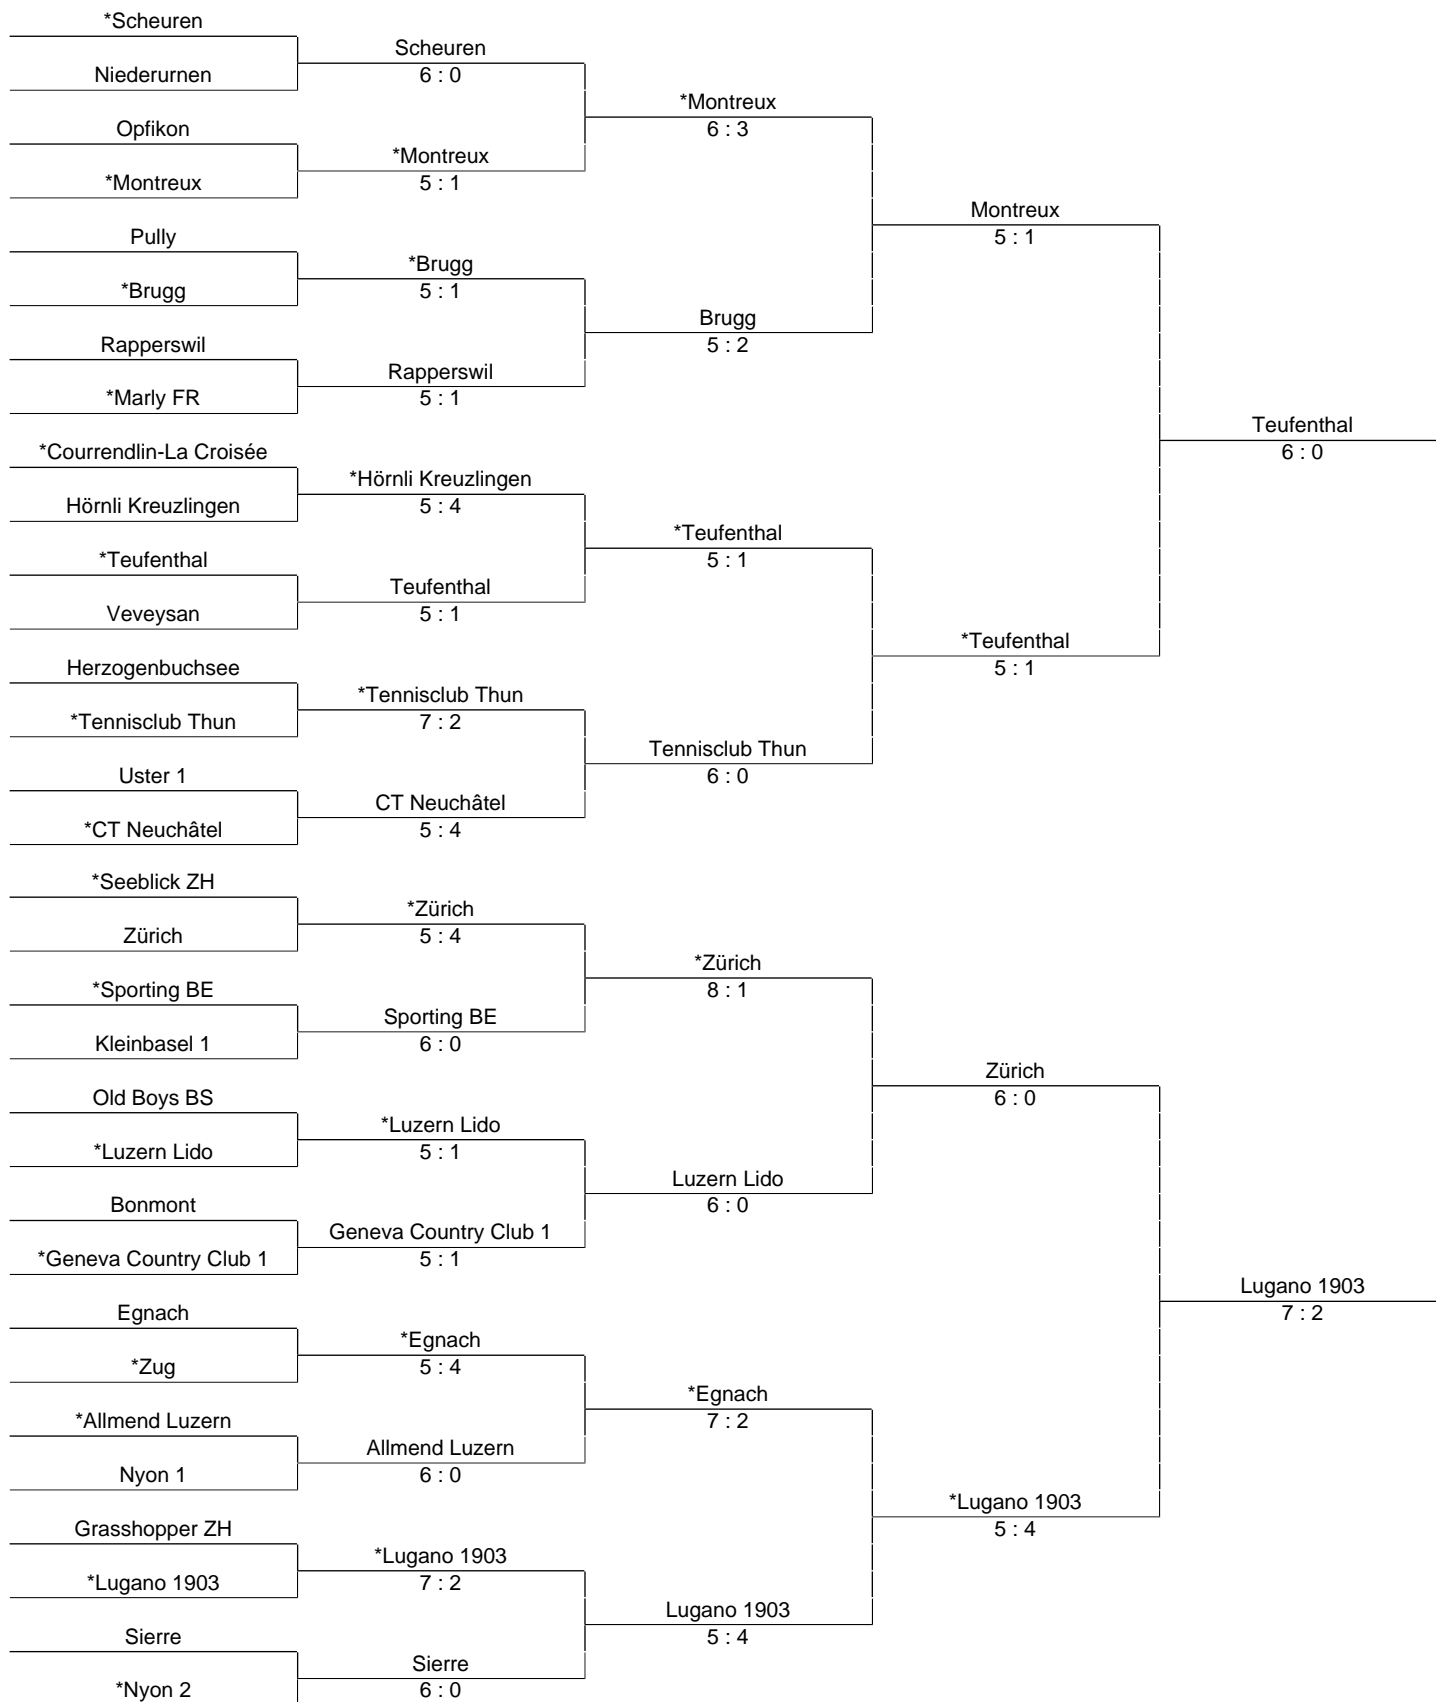 *Scheuren
Niederurnen
Opfikon
*Montreux
Pully
*Brugg
Rapperswil
*Marly FR
*Courrendlin-La Croisée
Hörnli Kreuzlingen
*Teufenthal
Veveysan
Herzogenbuchsee
*Tennisclub Thun
Uster 1
*CT Neuchâtel
*Seeblick ZH
Zürich
*Sporting BE
Kleinbasel 1
Old Boys BS
*Luzern Lido
Bonmont
*Geneva Country Club 1
Egnach
*Zug
*Allmend Luzern
Nyon 1
Grasshopper ZH
*Lugano 1903
Sierre
*Nyon 2
Scheuren
6 : 0
*Montreux
5 : 1
*Brugg
5 : 1
Rapperswil
5 : 1
*Hörnli Kreuzlingen
5 : 4
Teufenthal
5 : 1
*Tennisclub Thun
7 : 2
CT Neuchâtel
5 : 4
*Zürich
5 : 4
Sporting BE
6 : 0
*Luzern Lido
5 : 1
Geneva Country Club 1
5 : 1
*Egnach
5 : 4
Allmend Luzern
6 : 0
*Lugano 1903
7 : 2
Sierre
6 : 0
*Montreux
6 : 3
Brugg
5 : 2
*Teufenthal
5 : 1
Tennisclub Thun
6 : 0
*Zürich
8 : 1
Luzern Lido
6 : 0
*Egnach
7 : 2
Lugano 1903
5 : 4
Montreux
5 : 1
*Teufenthal
5 : 1
Zürich
6 : 0
*Lugano 1903
5 : 4
Teufenthal
6 : 0
Lugano 1903
7 : 2